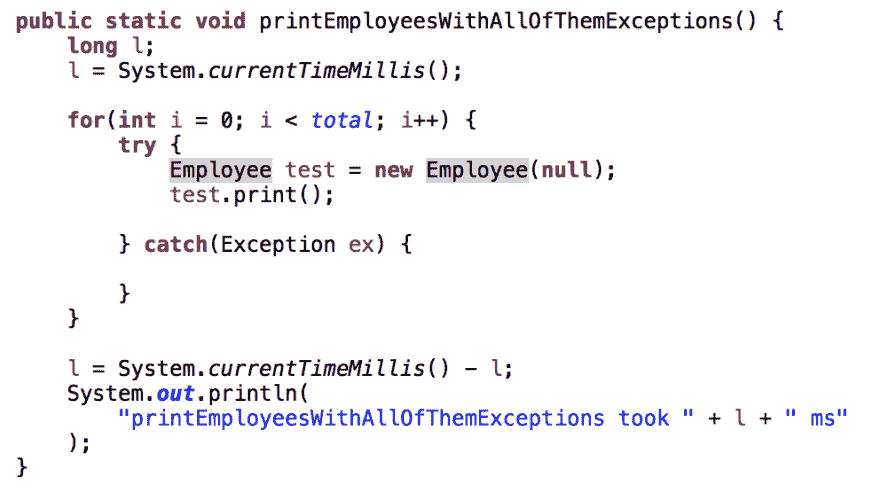 public static void printEmployeesWithAllOfThemExceptions() {
    long l;
    l = System.currentTimeMillis();

    for(int i = 0; i < total; i++) {
        try {
            Employee test = new Employee(null);
            test.print();

        } catch(Exception ex) {

        }
    }

    l = System.currentTimeMillis() - l;
    System.out.println(
        "printEmployeesWithAllOfThemExceptions took " + l + " ms"
    );
}